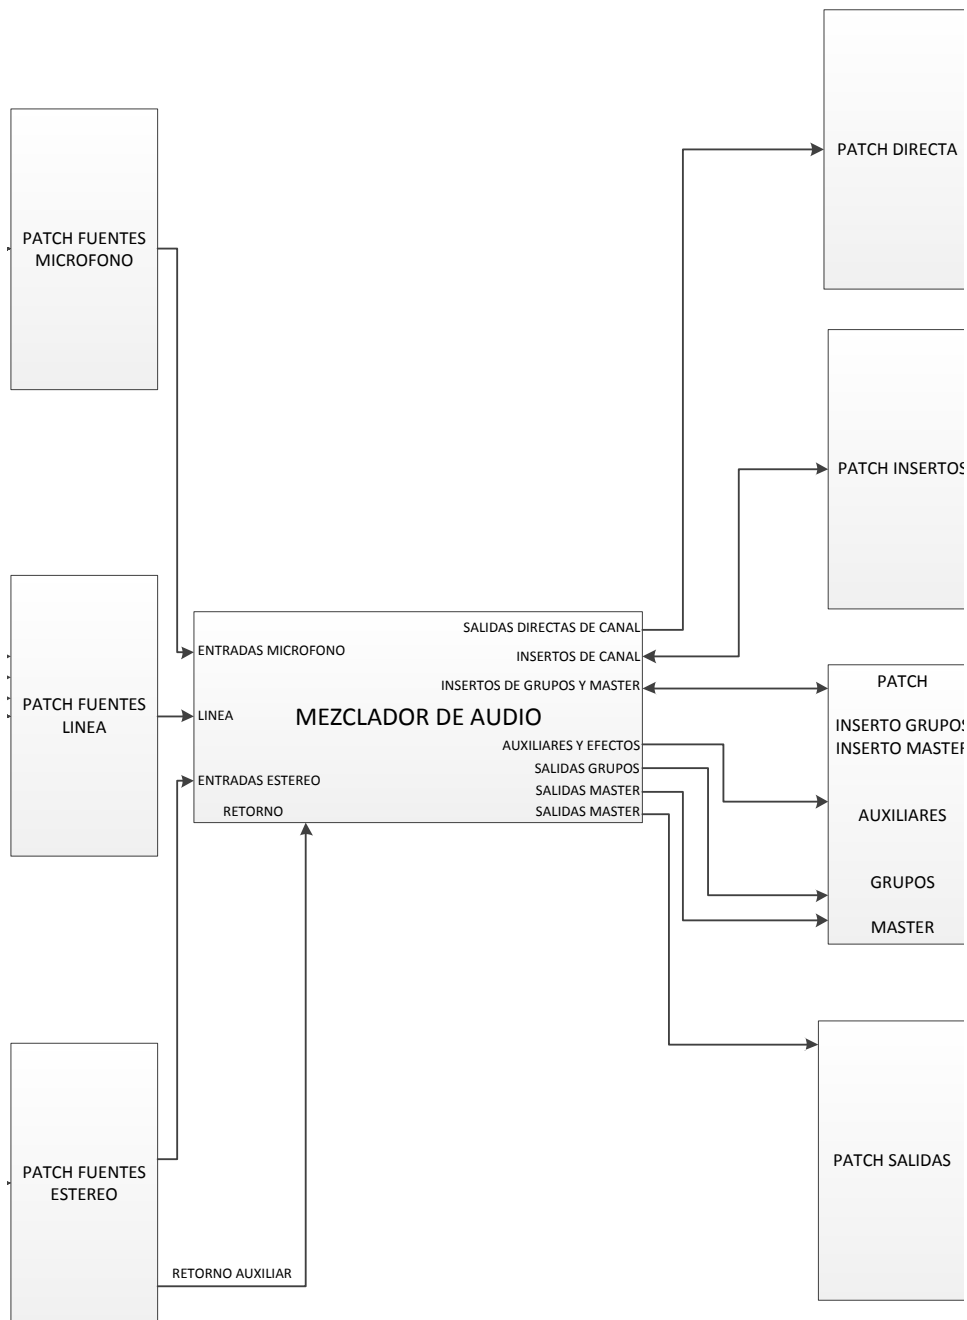 PATCH DIRECTA
PATCH FUENTES
MICROFONO
PATCH INSERTOS
SALIDAS DIRECTAS DE CANAL
ENTRADAS MICROFONO
INSERTOS DE CANAL
INSERTOS DE GRUPOS Y MASTER
PATCH
PATCH FUENTES
LINEA
LINEA
MEZCLADOR DE AUDIO
INSERTO GRUPOS
INSERTO MASTER
AUXILIARES Y EFECTOS
SALIDAS GRUPOS
ENTRADAS ESTEREO
SALIDAS MASTER
RETORNO
SALIDAS MASTER
AUXILIARES
GRUPOS
MASTER
PATCH FUENTES
ESTEREO
PATCH SALIDAS
RETORNO AUXILIAR